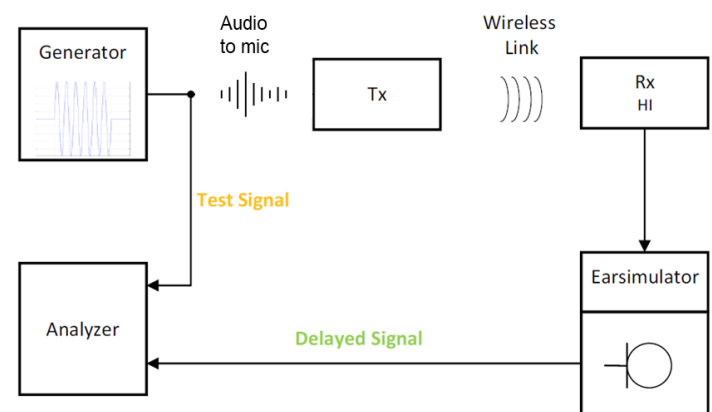 Generator
Audio
to mic
Tx
Wireless
Link
Rx
HI
Test Signal
Earsimulator
Analyzer
Delayed Signal